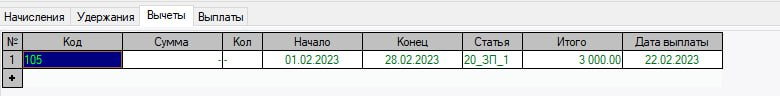 Начисления Удержания Вычеты Выплаты
№ Код Сумма Кол Начало Конец Статья Итого Дата выплаты
1 105 - - 01.02.2023 28.02.2023 20_ЗП_1 3 000.00 22.02.2023
+